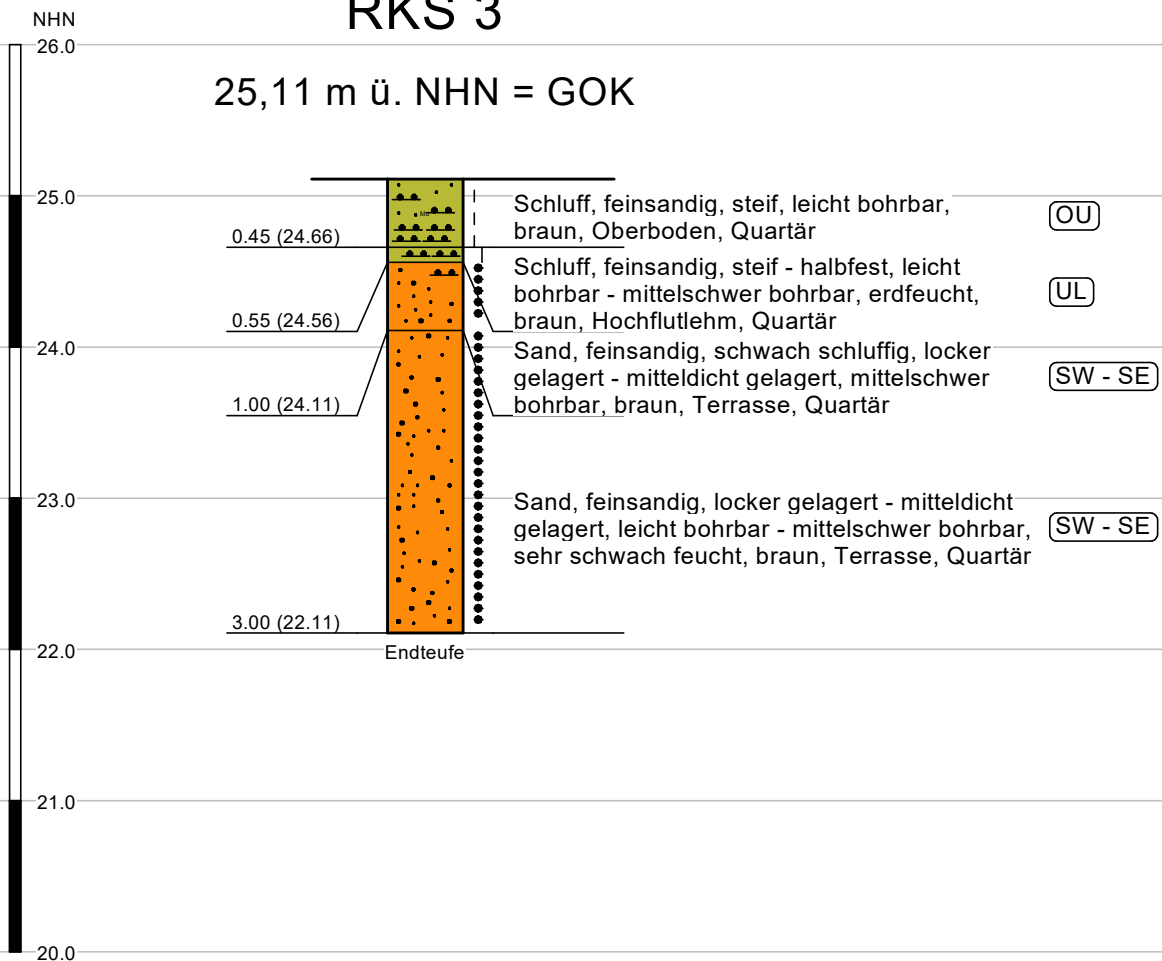 RKS 3
NHN
26.0
25,11 m ü. NHN = GOK
25.0
Schluff, feinsandig, steif, leicht bohrbar,
braun, Oberboden, Quartär
OU
0.45 (24.66)
Schluff, feinsandig, steif - halbfest, leicht
bohrbar - mittelschwer bohrbar, erdfeucht,
braun, Hochflutlehm, Quartär
UL
0.55 (24.56)
24.0
Sand, feinsandig, schwach schluffig, locker
gelagert - mitteldicht gelagert, mittelschwer
bohrbar, braun, Terrasse, Quartär
SW - SE
1.00 (24.11)
23.0
Sand, feinsandig, locker gelagert - mitteldicht
gelagert, leicht bohrbar - mittelschwer bohrbar,
sehr schwach feucht, braun, Terrasse, Quartär
SW - SE
3.00 (22.11)
22.0
Endteufe
21.0
20.0